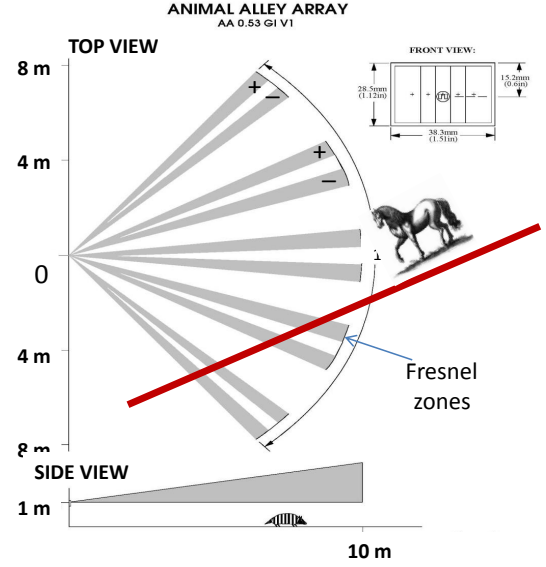 ANIMAL ALLEY ARRAY
AA 0.53 GI V1
TOP VIEW
FRONT VIEW:
8 m
28.5mm
(1.12in)
15.2mm
(0.6in)
38.3mm
(1.51in)
+
−
4 m
+
−
0
4 m
Fresnel
zones
8 m
SIDE VIEW
1 m
10 m